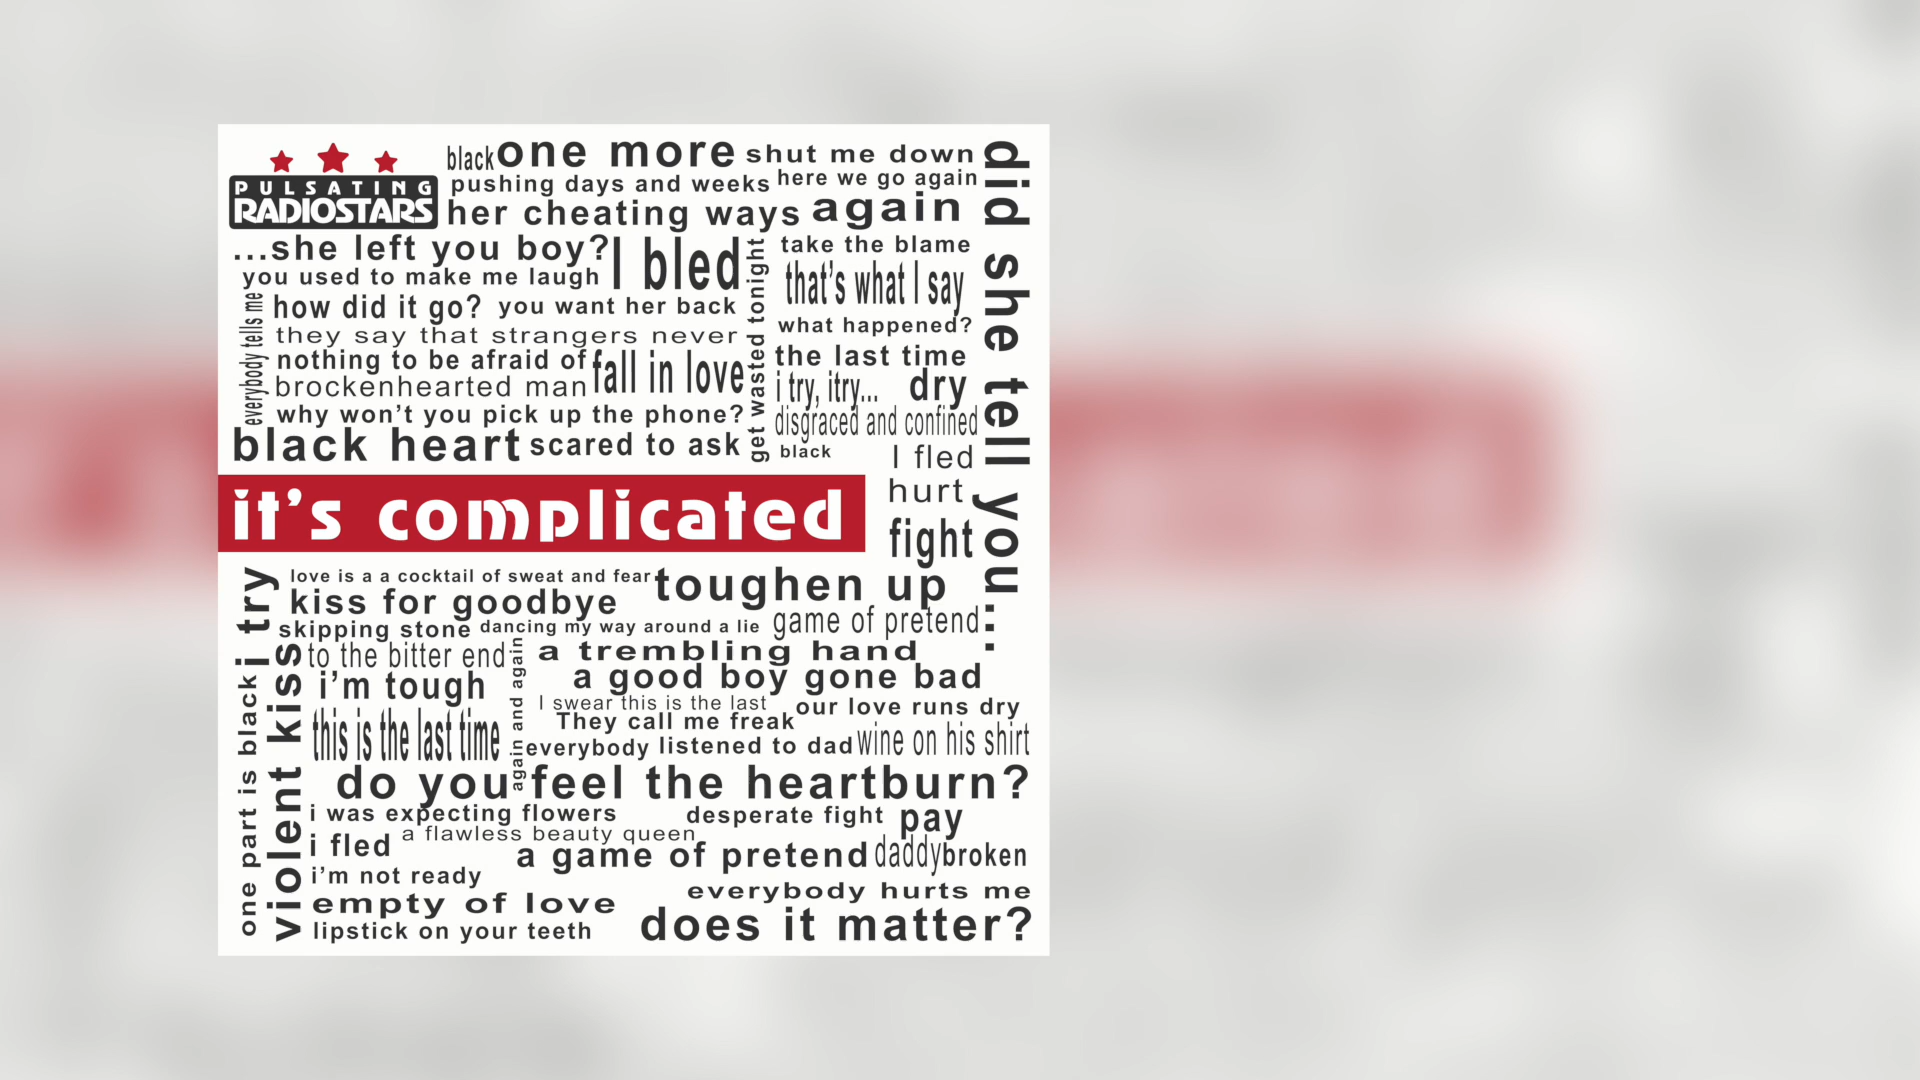 PULSATING
RADIOSTARS
black one more shut me down
pushing days and weeks here we go again
her cheating ways again
...she left you boy? I bled take the blame
you used to make me laugh that's what I say
how did it go? you want her back
they say that strangers never what happened?
nothing to be afraid of fall in love the last time
brockenhearted man i try, itry... dry
why won't you pick up the phone? disgraced and confined
black heart scared to ask black
everybody tells me
get wasted tonight
did she tell you...
I fled
hurt
fight
it's complicated
love is a a cocktail of sweat and fear toughen up
kiss for goodbye
skipping stone dancing my way around a lie game of pretend
to the bitter end a trembling hand
i'm tough a good boy gone bad
I swear this is the last our love runs dry
They call me freak
this is the last time everybody listened to dad wine on his shirt
again and again
do you feel the heartburn?
i was expecting flowers desperate fight pay
a flawless beauty queen
i fled a game of pretend daddy broken
i'm not ready
everybody hurts me
empty of love
lipstick on your teeth does it matter?
i try
one part is black
violent kiss